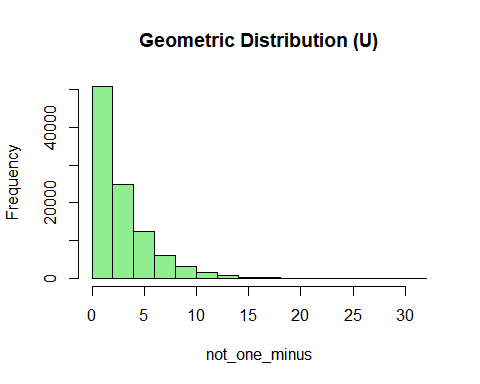 Geometric Distribution (U)
Frequency
40000
20000
0
0 5 10 15 20 25 30
not_one_minus